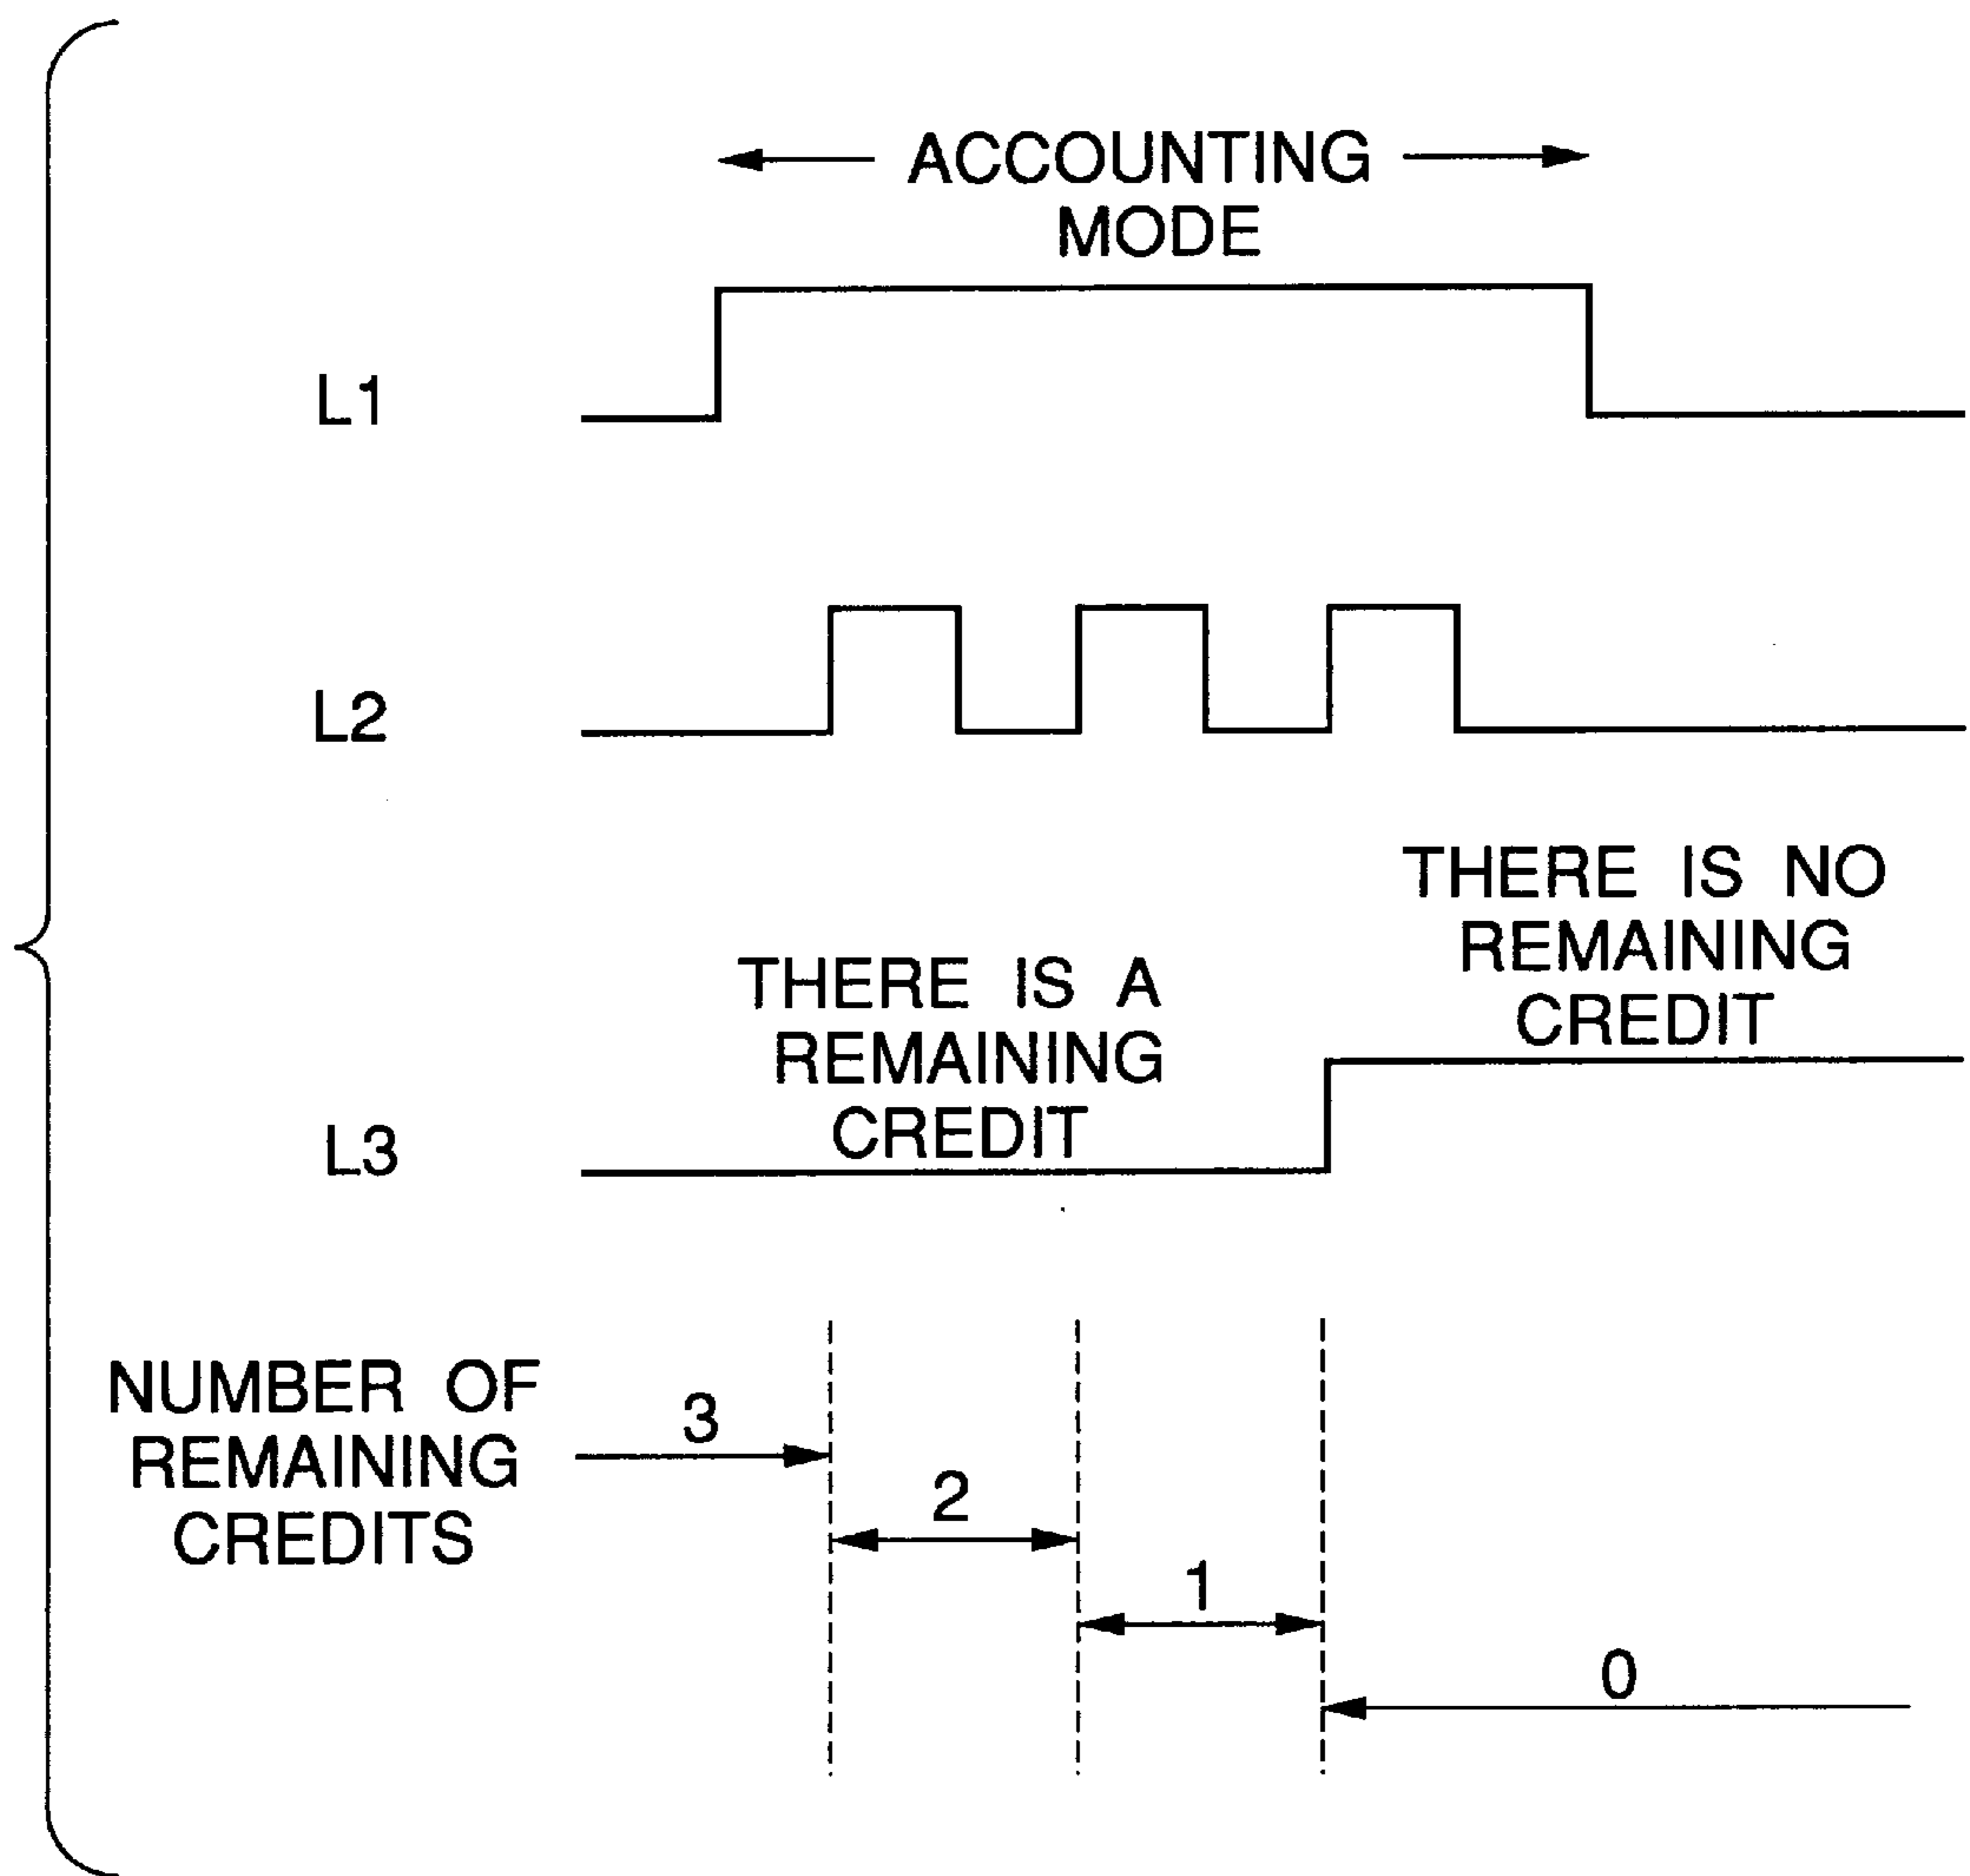 ACCOUNTING
MODE
L1
L2
THERE IS NO
REMAINING
CREDIT
THERE IS A
REMAINING
CREDIT
L3
NUMBER OF
REMAINING
CREDITS
3
2
1
0